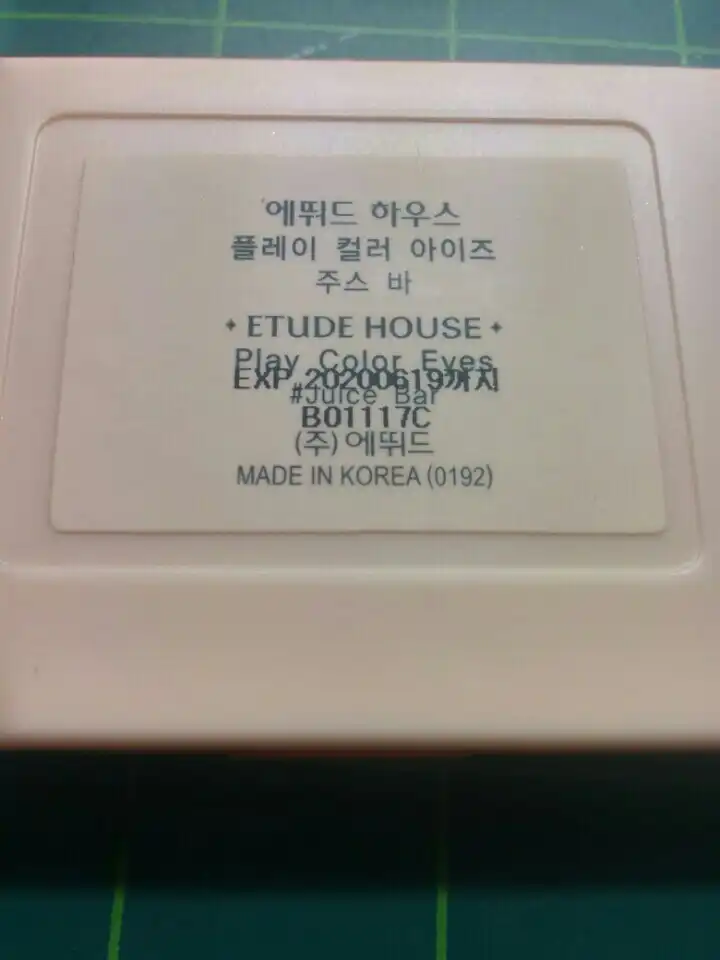 에뛰드 하우스
플레이 컬러 아이즈
주스 바
ETUDE HOUSE
Play Color Eyes
EXP 20200619까지
#Juice Bar
B01117C
(주)에뛰드
MADE IN KOREA (0192)